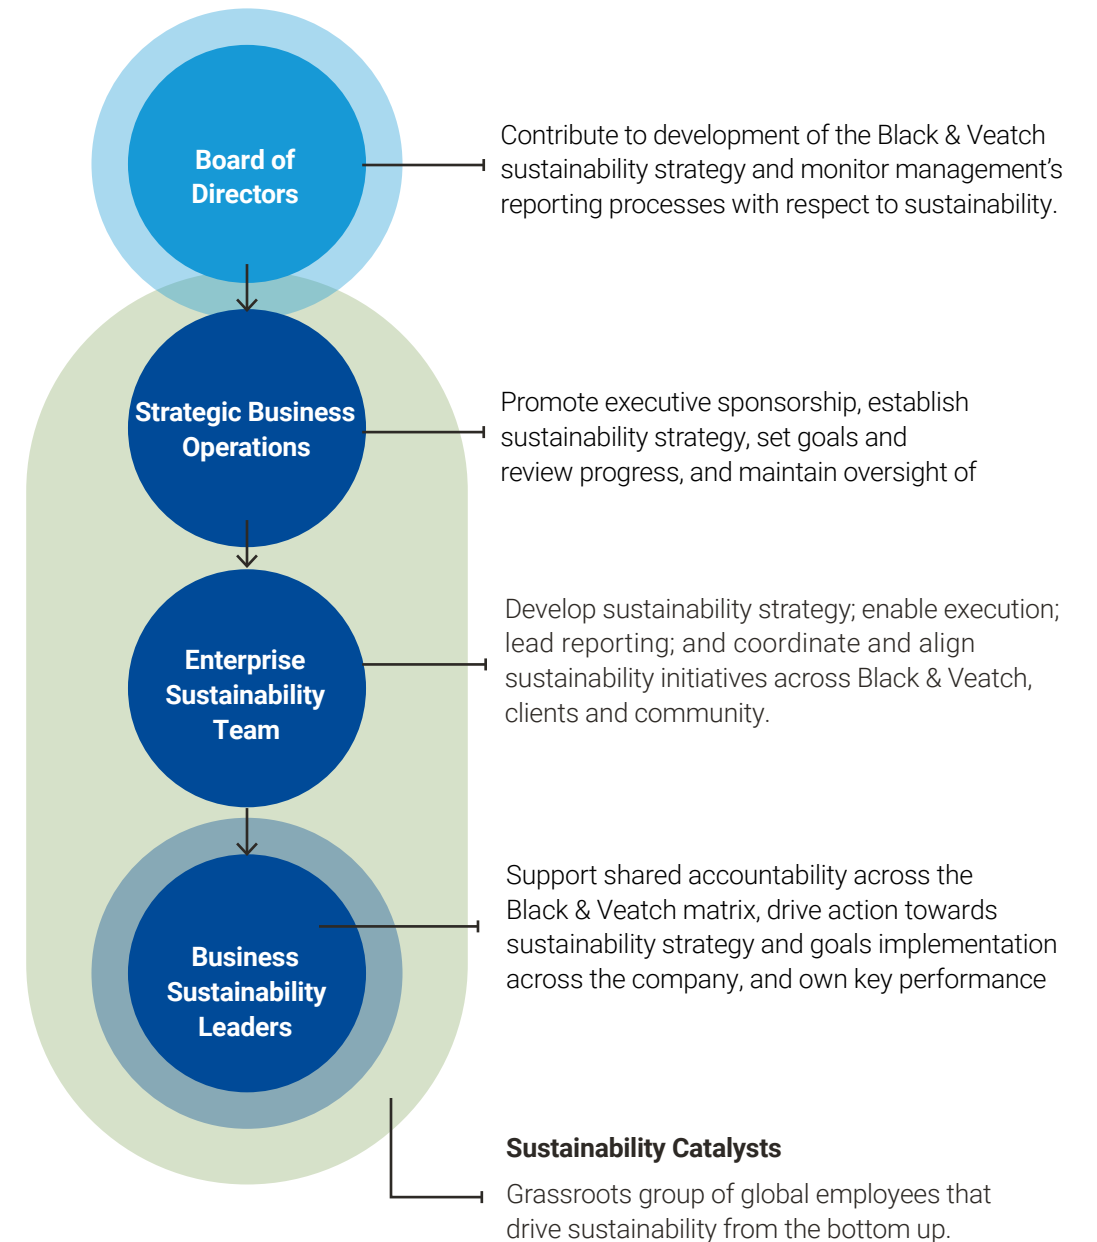 Board of
Directors
Contribute to development of the Black & Veatch
sustainability strategy and monitor management’s
reporting processes with respect to sustainability.
Strategic Business
Operations
Promote executive sponsorship, establish
sustainability strategy, set goals and
review progress, and maintain oversight of
Enterprise
Sustainability
Team
Develop sustainability strategy; enable execution;
lead reporting; and coordinate and align
sustainability initiatives across Black & Veatch,
clients and community.
Business
Sustainability
Leaders
Support shared accountability across the
Black & Veatch matrix, drive action towards
sustainability strategy and goals implementation
across the company, and own key performance
Sustainability Catalysts
Grassroots group of global employees that
drive sustainability from the bottom up.